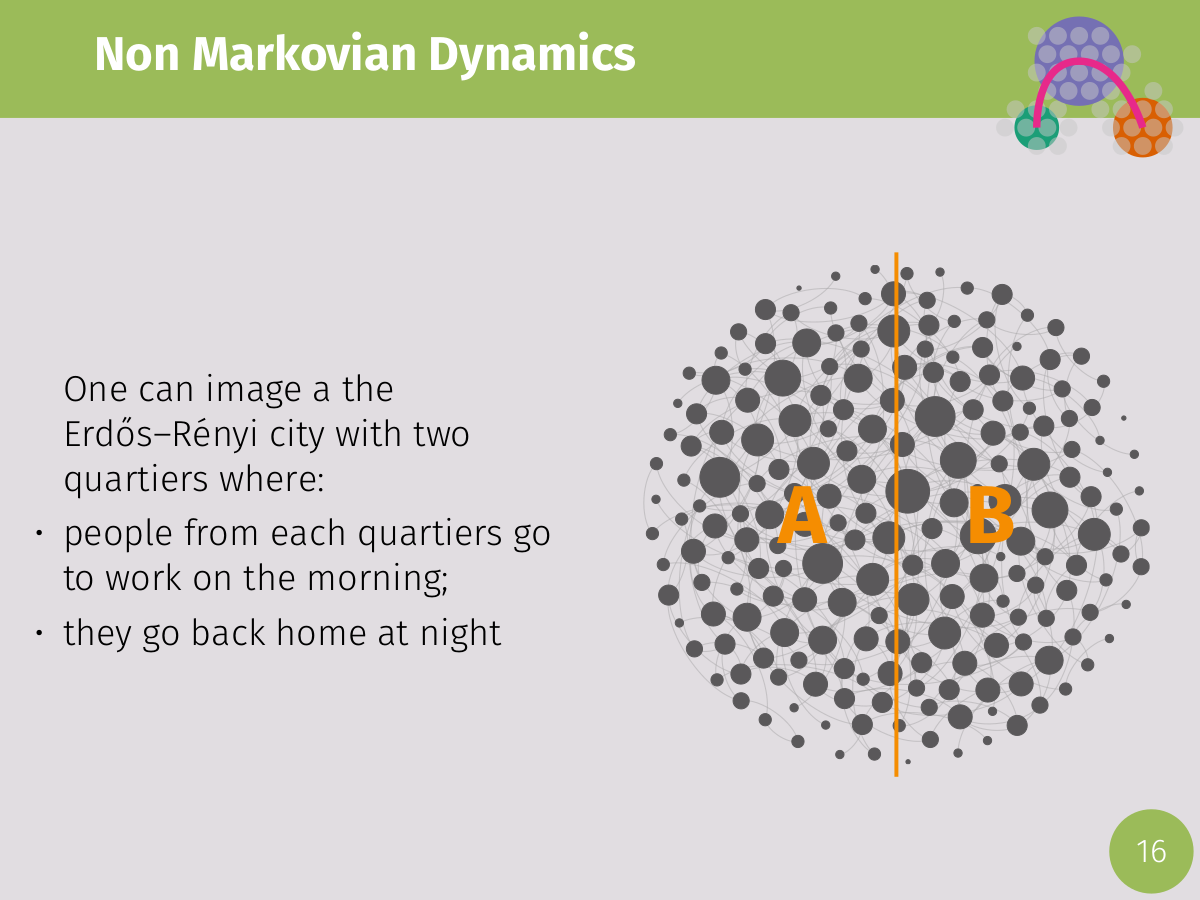 Non Markovian Dynamics
One can image a the
Erdős–Rényi city with two
quartiers where:
· people from each quartiers go
to work on the morning;
· they go back home at night
A B
16